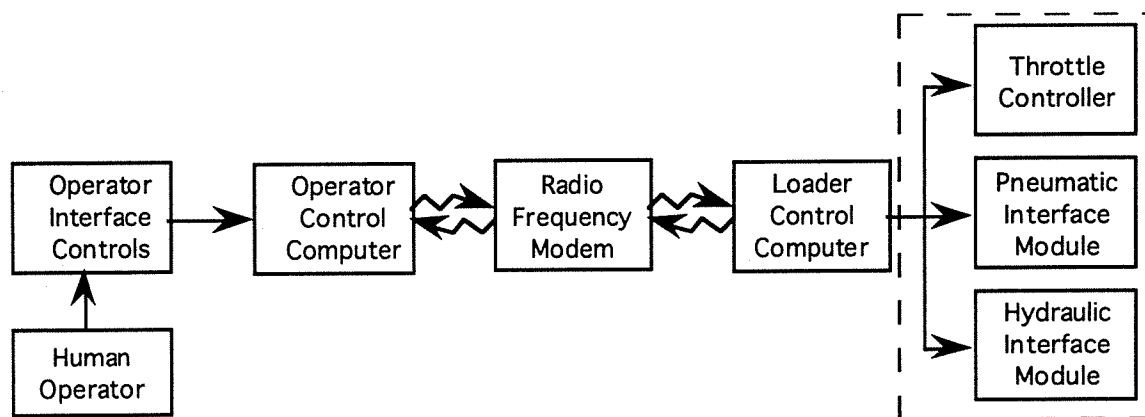 Operator
Interface
Controls
Human
Operator
Operator
Control
Computer
Radio
Frequency
Modem
Loader
Control
Computer
Throttle
Controller
Pneumatic
Interface
Module
Hydraulic
Interface
Module